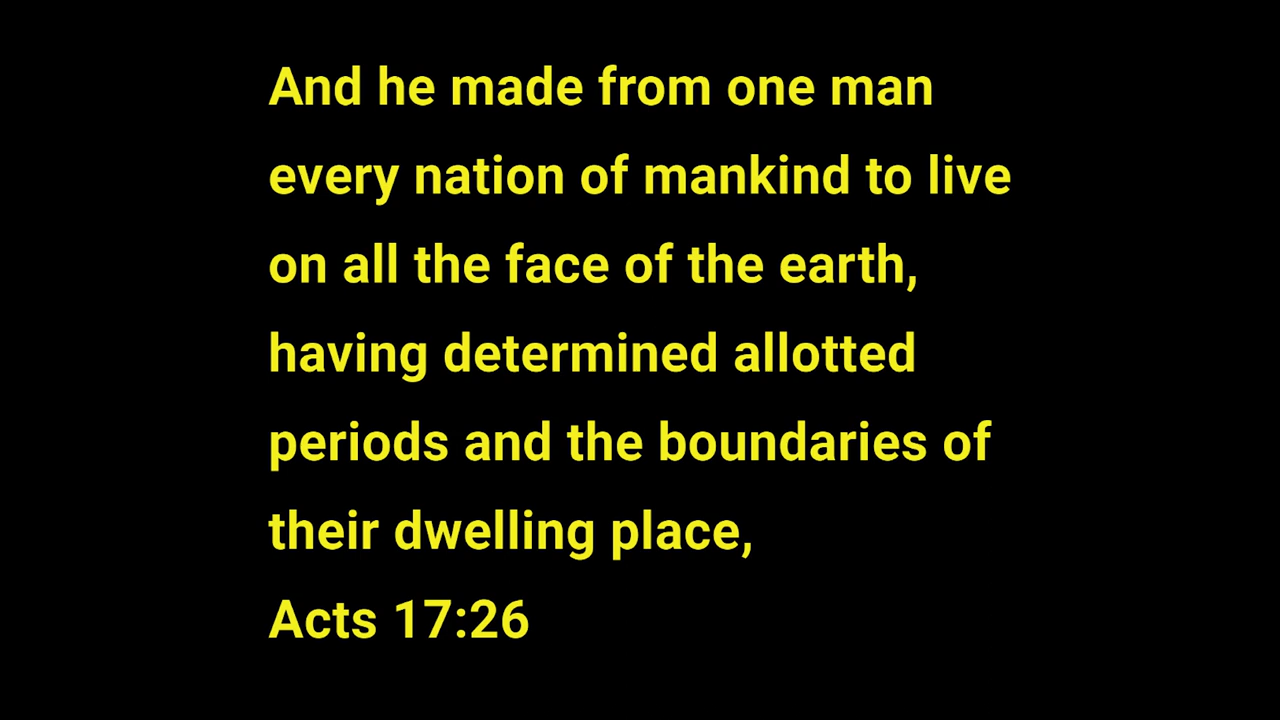 And he made from one man
every nation of mankind to live
on all the face of the earth,
having determined allotted
periods and the boundaries of
their dwelling place,
Acts 17:26